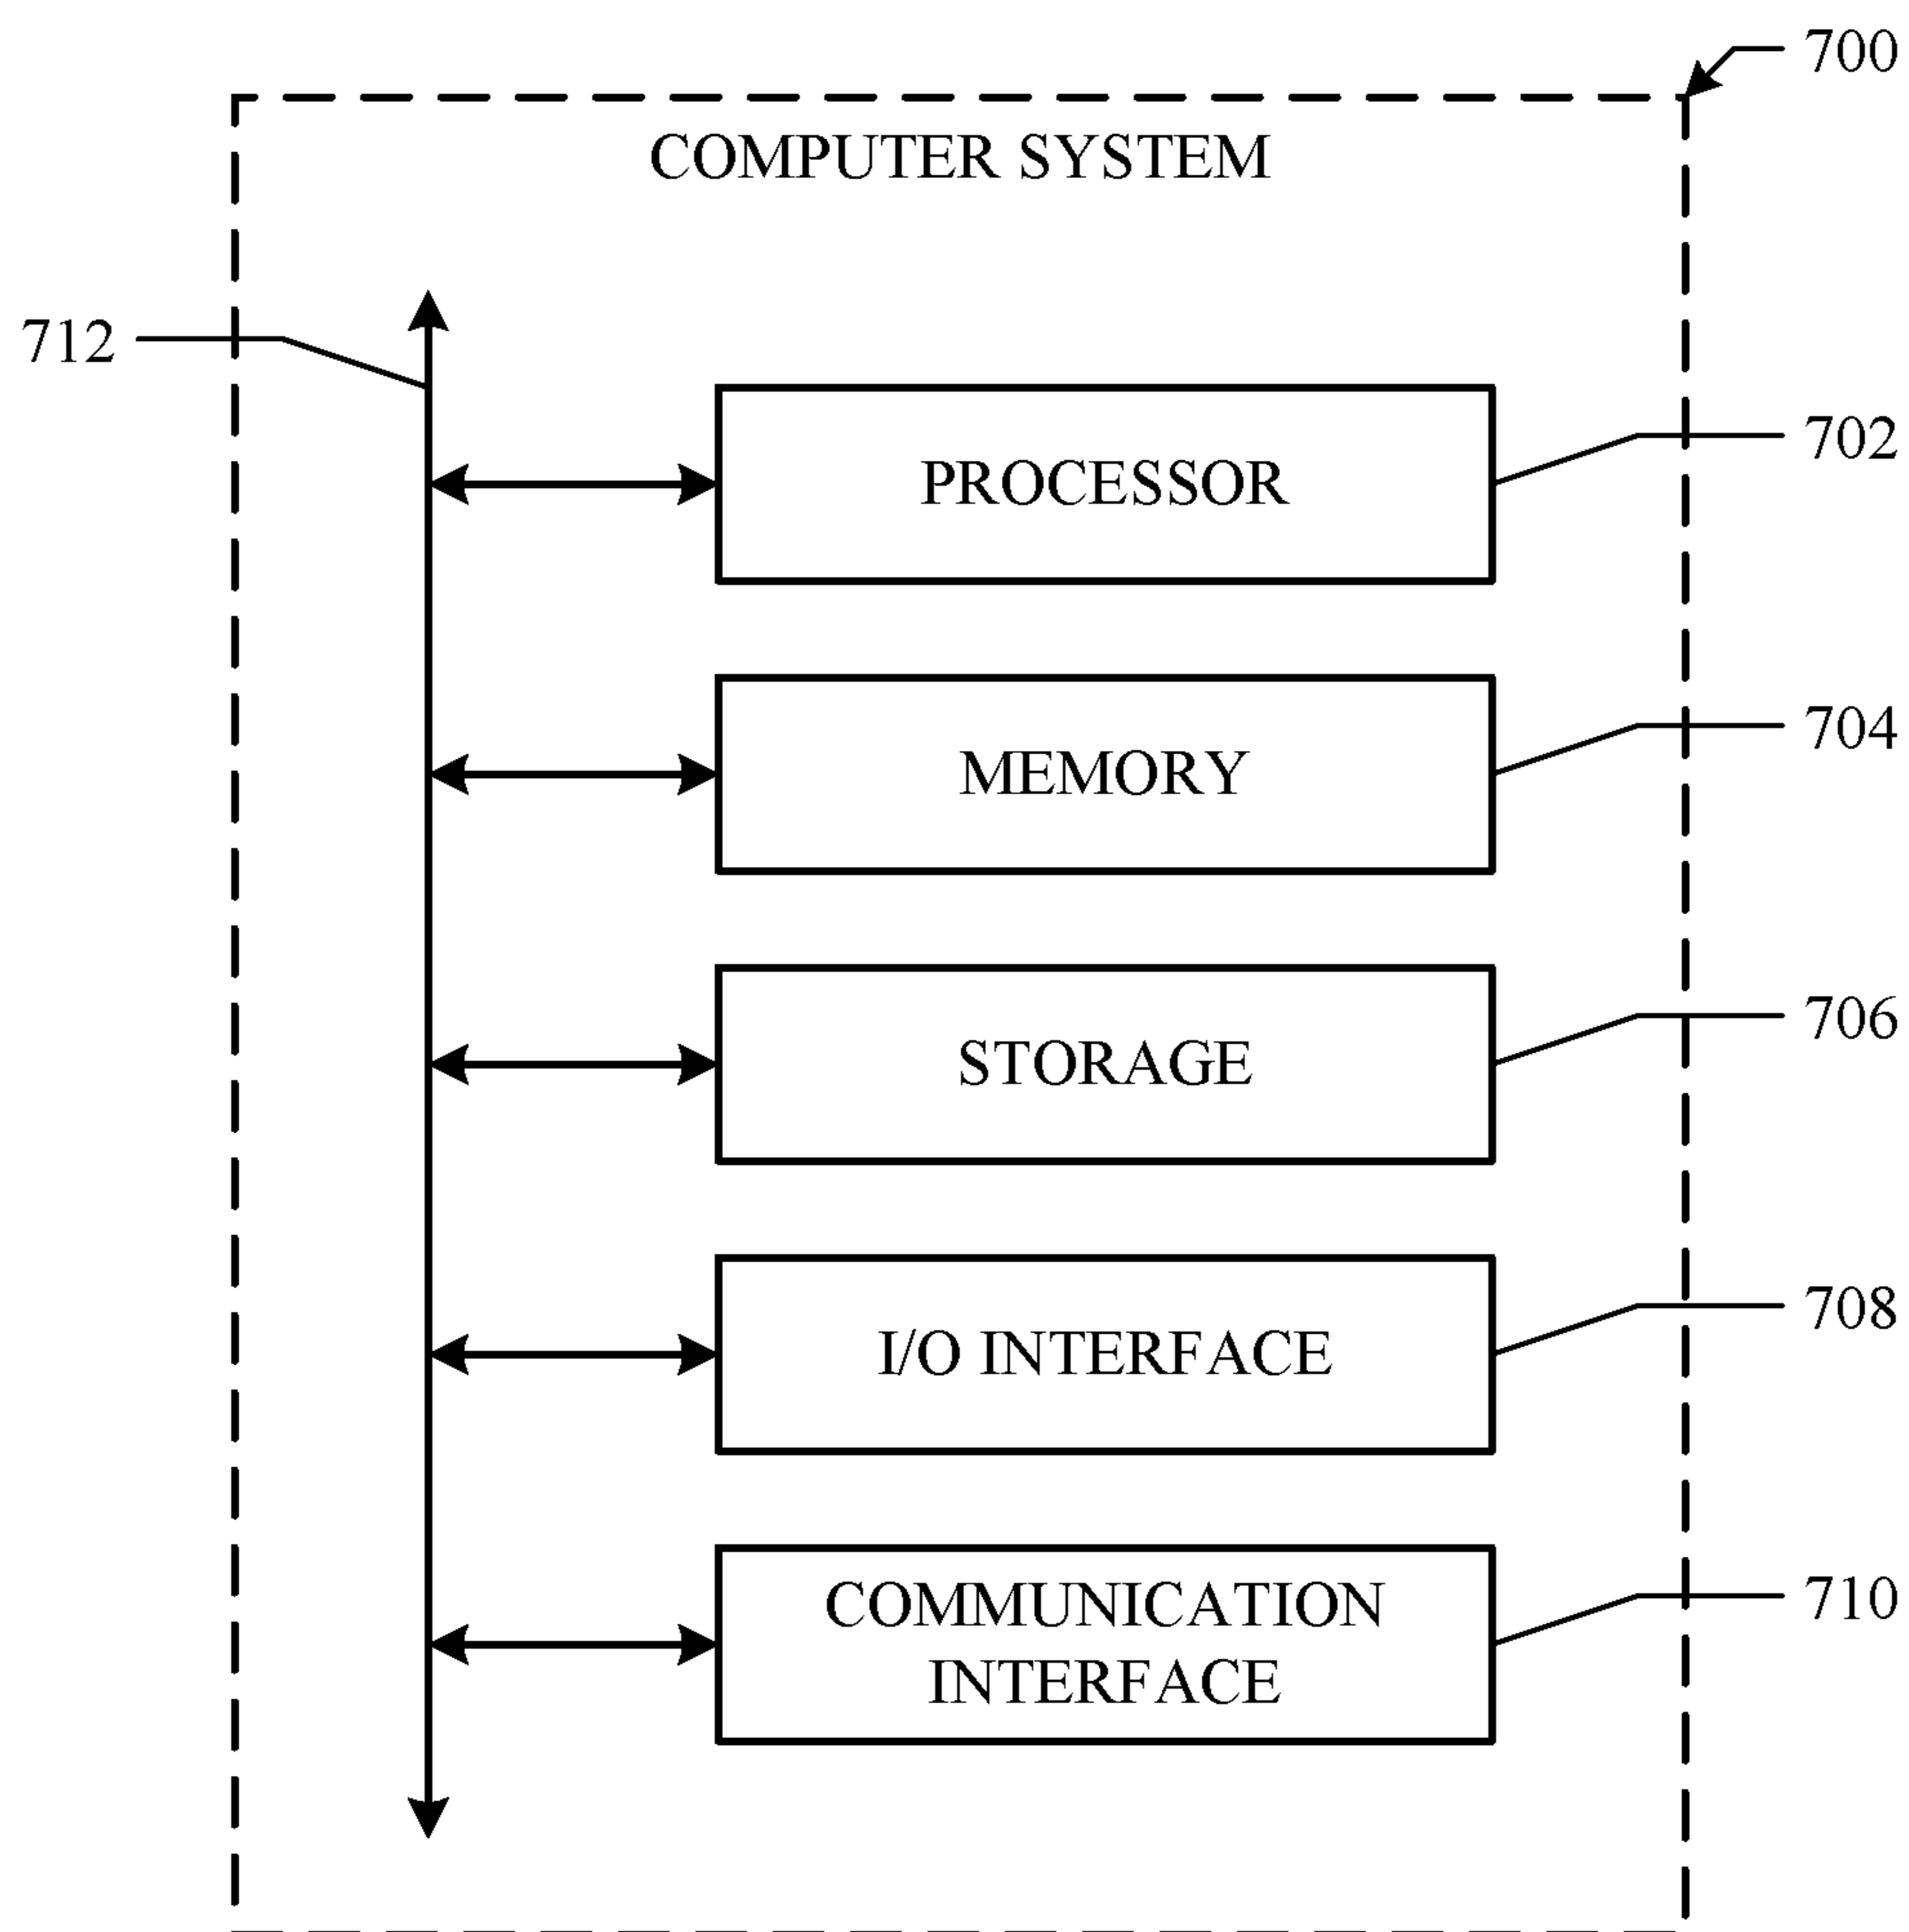 700
COMPUTER SYSTEM
712
PROCESSOR
702
MEMORY
704
STORAGE
706
I/O INTERFACE
708
COMMUNICATION
INTERFACE
710